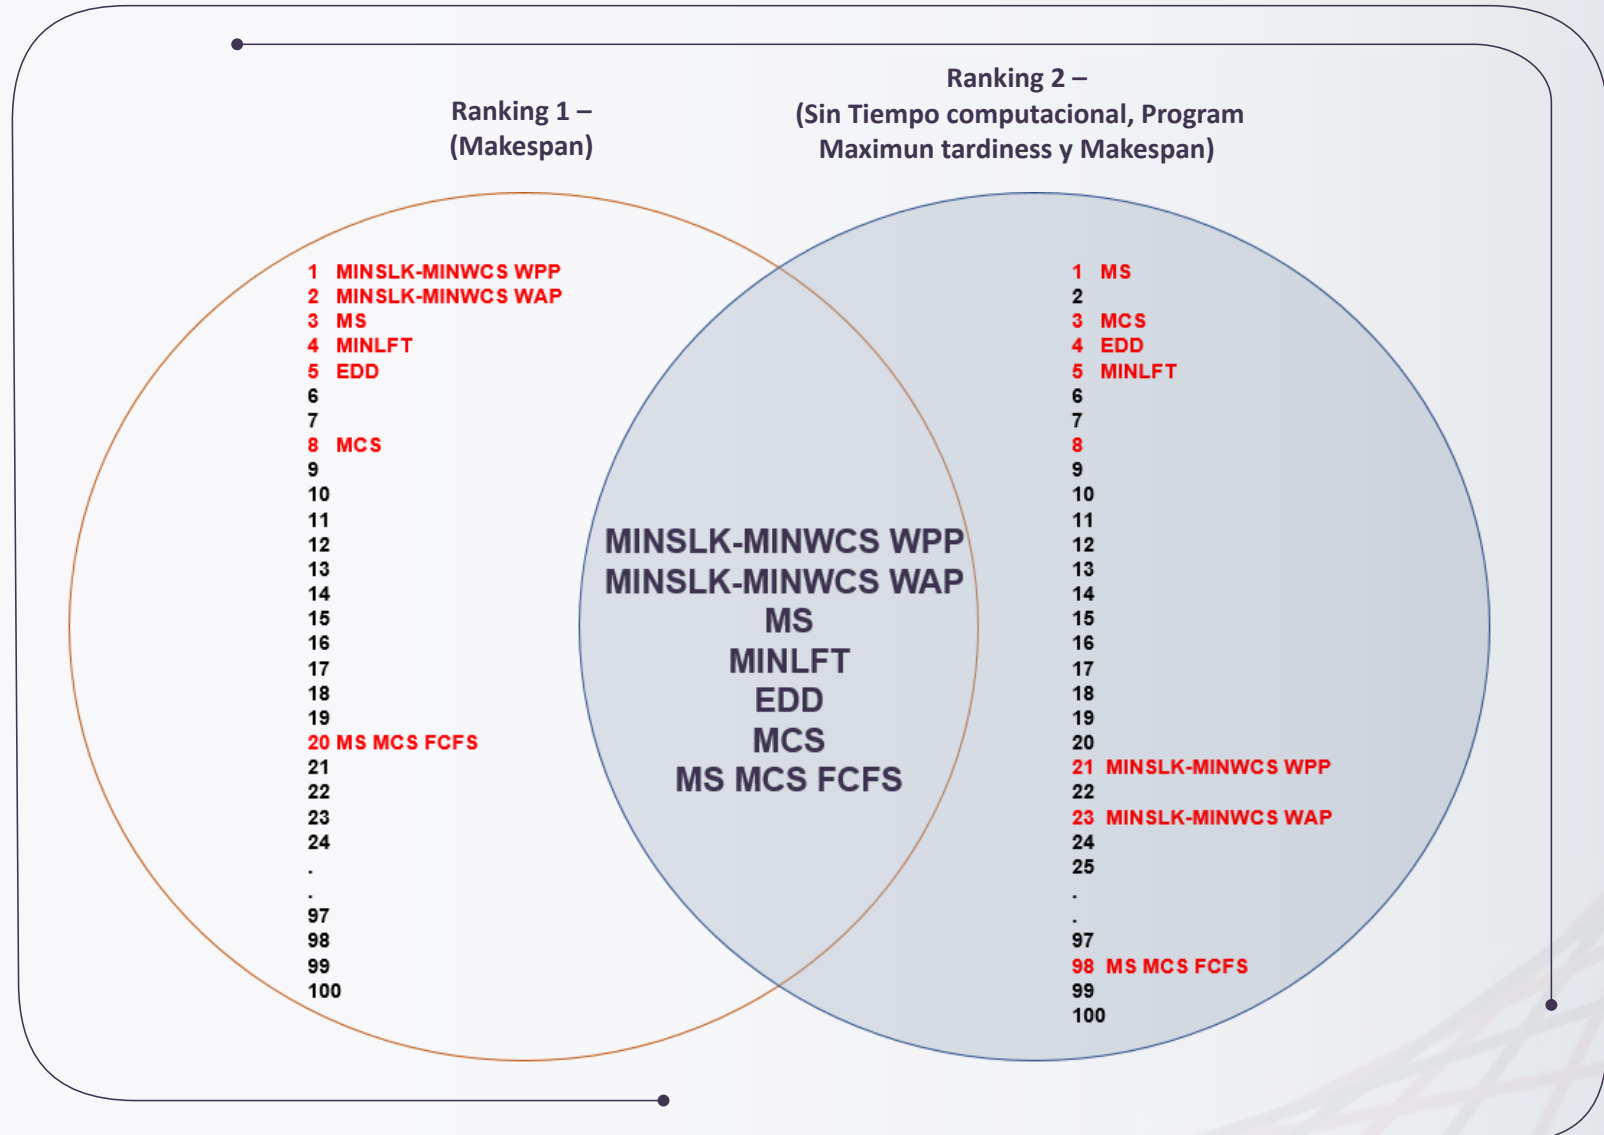 Ranking 1 –
(Makespan)
Ranking 2 –
(Sin Tiempo computacional, Program
Maximun tardiness y Makespan)
1 MINSLK-MINWCS WPP
2 MINSLK-MINWCS WAP
3 MS
4 MINLFT
5 EDD
6
7
8 MCS
9
10
11
12
13
14
15
16
17
18
19
20 MS MCS FCFS
21
22
23
24
.
.
97
98
99
100
MINSLK-MINWCS WPP
MINSLK-MINWCS WAP
MS
MINLFT
EDD
MCS
MS MCS FCFS
1 MS
2
3 MCS
4 EDD
5 MINLFT
6
7
8
9
10
11
12
13
14
15
16
17
18
19
20
21 MINSLK-MINWCS WPP
22
23 MINSLK-MINWCS WAP
24
25
.
.
97
98 MS MCS FCFS
99
100